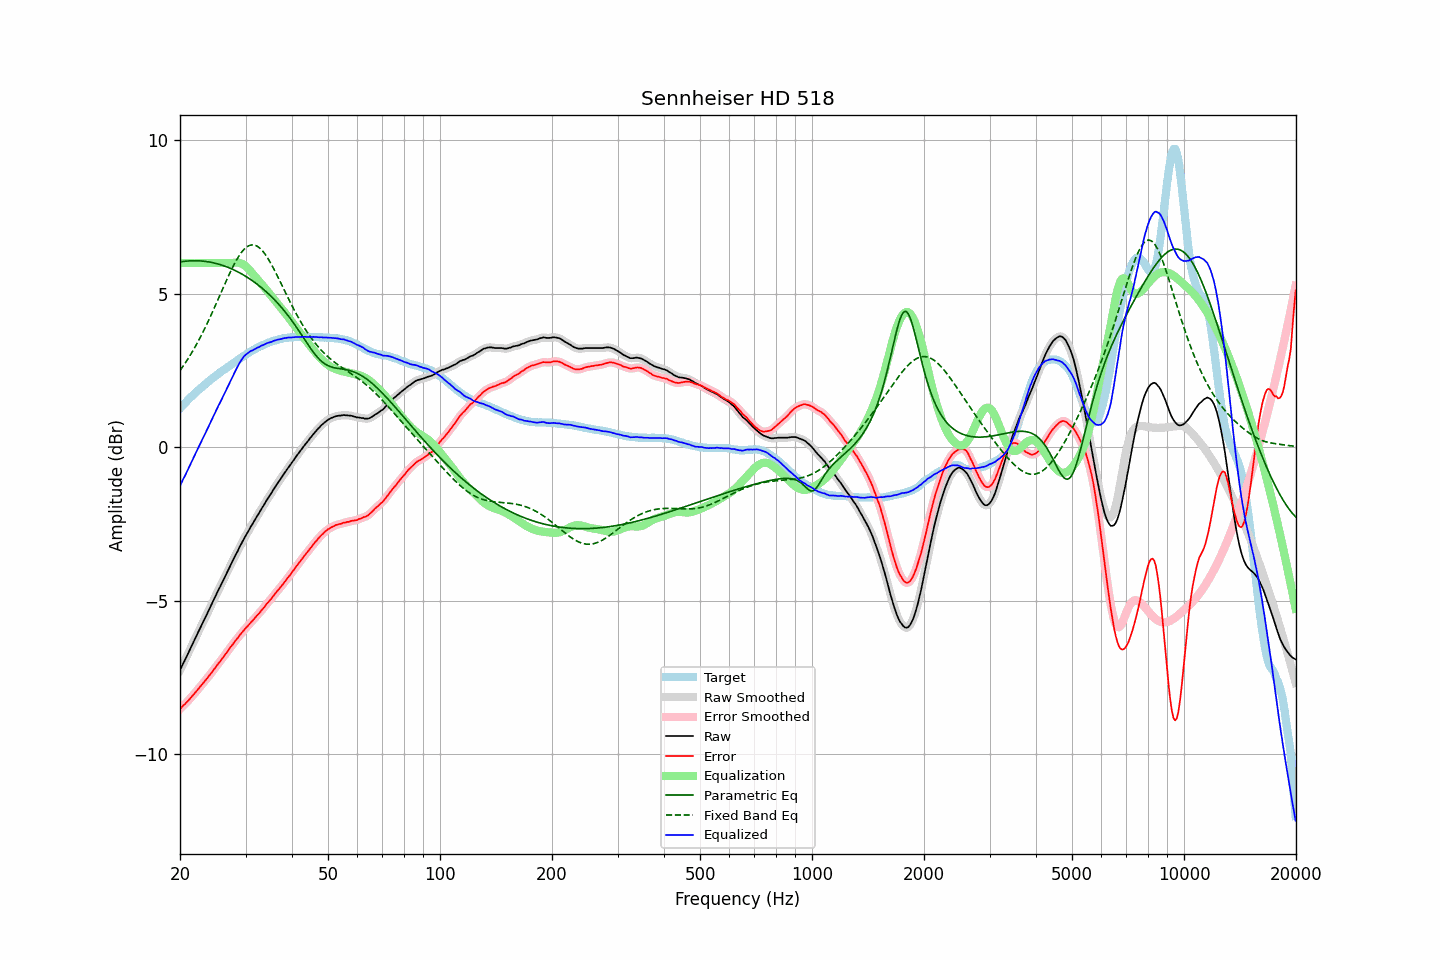 Sennheiser HD 518
10
5
0
−5
−10
Amplitude (dBr)
Target
Raw Smoothed
Error Smoothed
Raw
Error
Equalization
Parametric Eq
Fixed Band Eq
Equalized
20
50
100
200
500
1000
2000
5000
10000
20000
Frequency (Hz)